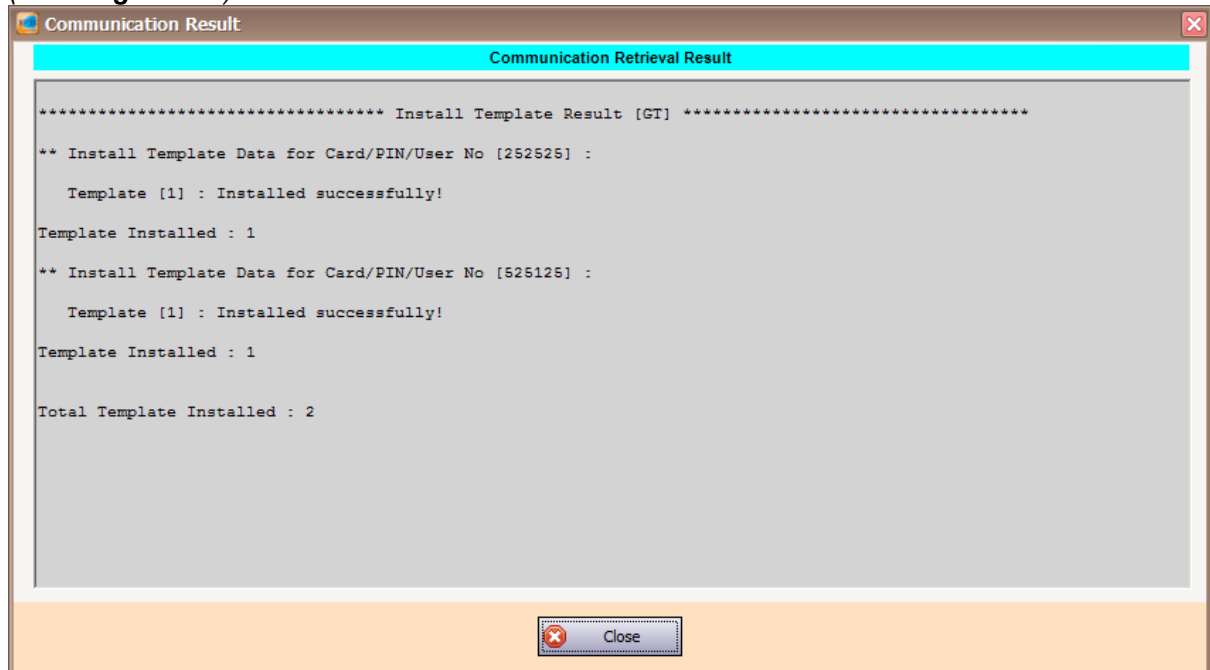 Communication Result
Communication Retrieval Result
*********************************** Install Template Result [GT] ***********************************
** Install Template Data for Card/PIN/User No [252525] :
Template [1] : Installed successfully!
Template Installed : 1
** Install Template Data for Card/PIN/User No [525125] :
Template [1] : Installed successfully!
Template Installed : 1
Total Template Installed : 2
Close